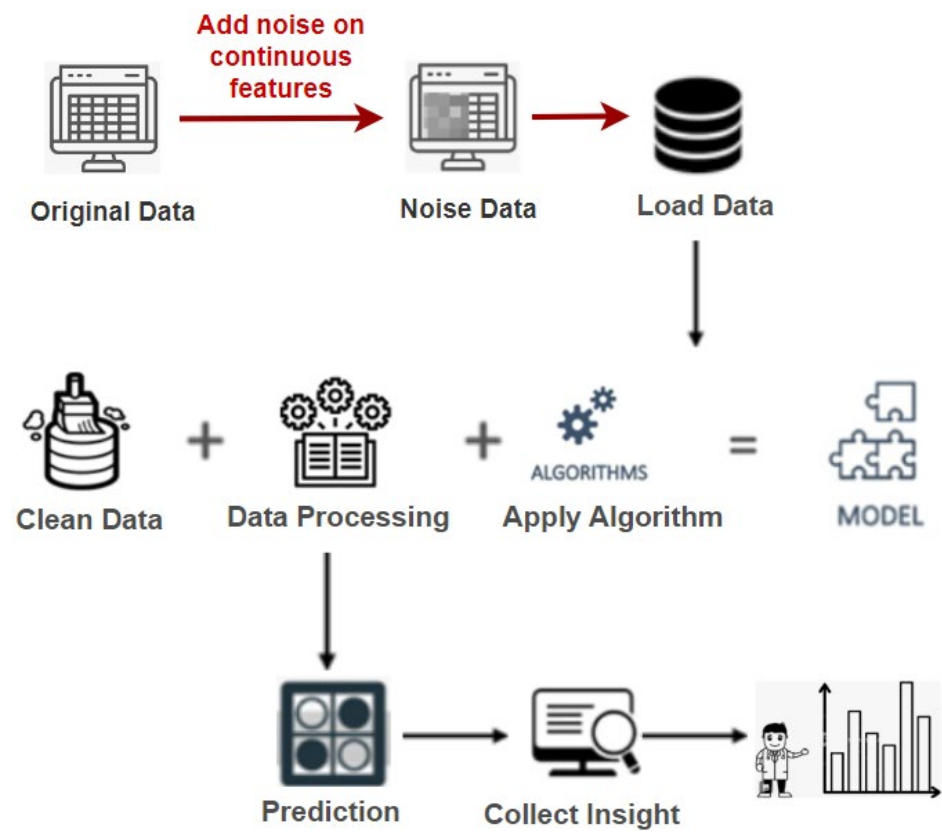 Add noise on
continuous
features
Original Data
Noise Data
Load Data
+
+
ALGORITHMS
=
Clean Data
Data Processing
Apply Algorithm
MODEL
Prediction
Collect Insight